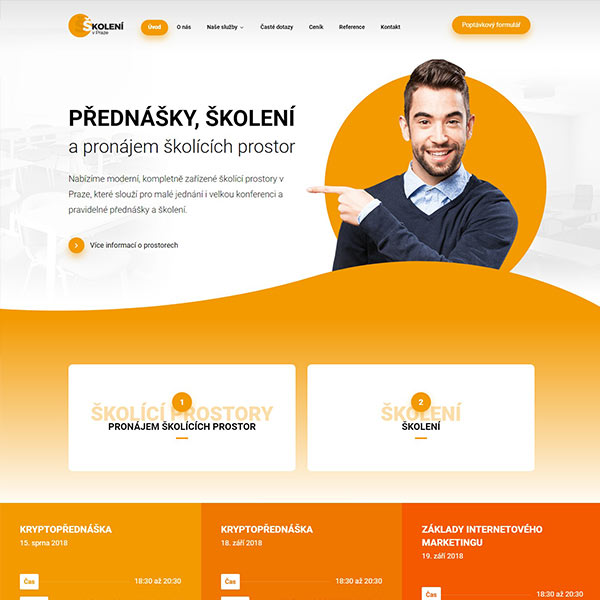 ŠKOLENÍ
v Praze
Úvod
O nás
Naše služby
Časté dotazy
Ceník
Reference
Kontakt
Poptávkový formulář
PŘEDNÁŠKY, ŠKOLENÍ
a pronájem školících prostor
Nabízíme moderní, kompletně zařízené školící prostory v
Praze, které slouží pro malé jednání i velkou konferenci a
pravidelné přednášky a školení.
Více informací o prostorech
1
ŠKOLÍCÍ PROSTORY
PRONÁJEM ŠKOLÍCÍCH PROSTOR
2
ŠKOLENÍ
ŠKOLENÍ
KRYPTOPŘEDNÁŠKA
15. sprna 2018
Čas
18:30 až 20:30
KRYPTOPŘEDNÁŠKA
18. září 2018
Čas
18:30 až 20:30
ZÁKLADY INTERNETOVÉHO
MARKETINGU
19. září 2018
Čas
18:30 až 20:30